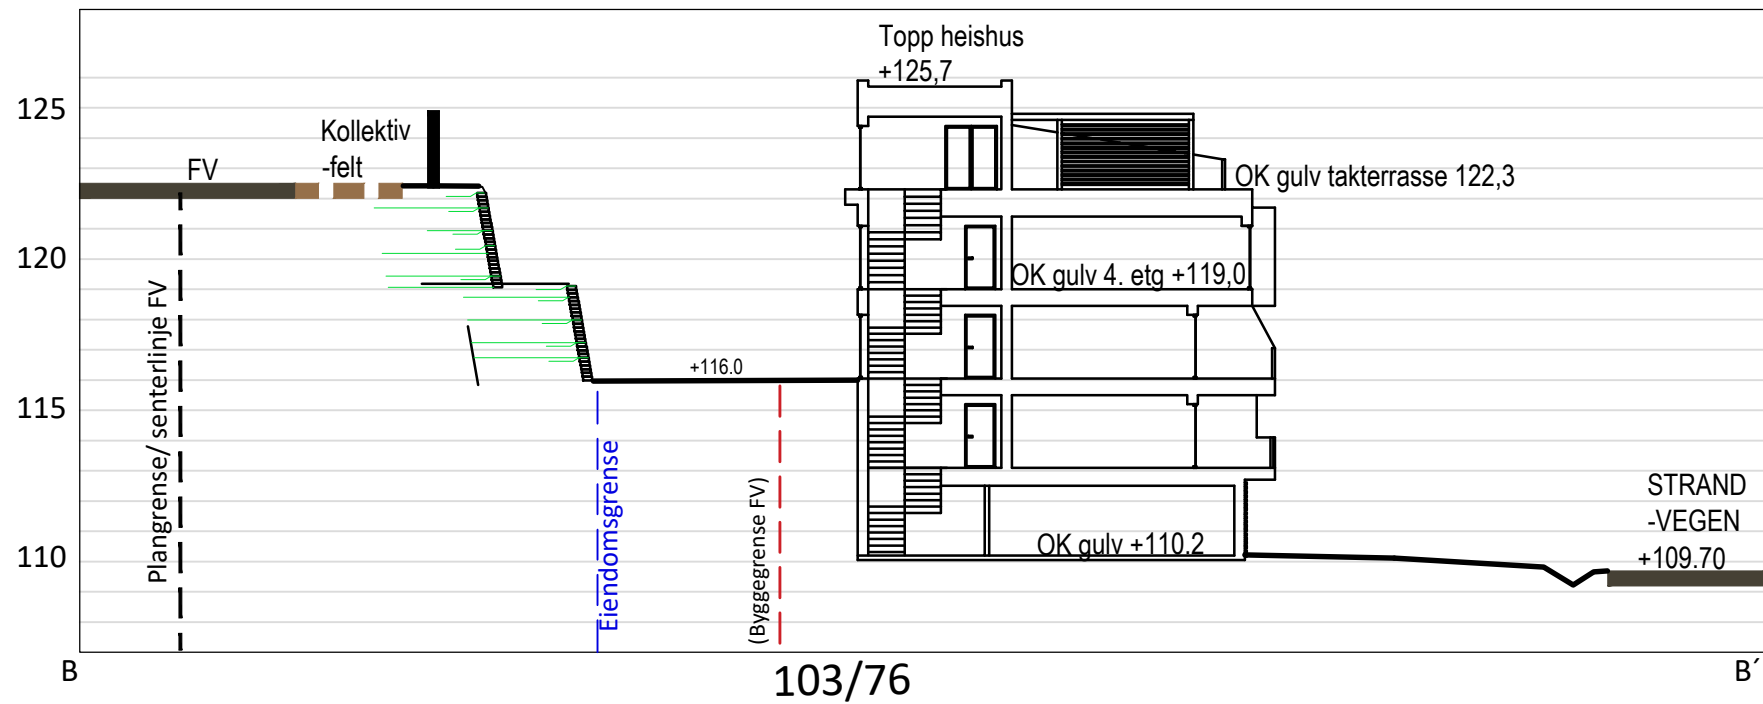 Topp heishus
+125,7
125
Kollektiv
-felt
FV
OK gulv takterrasse 122,3
120
OK gulv 4. etg +119,0
Plangrense/ senterlinje FV
+116.0
115
Eiendomsgrense
(Byggegrense FV)
STRAND
-VEGEN
+109.70
OK gulv +110.2
110
B
103/76
B´